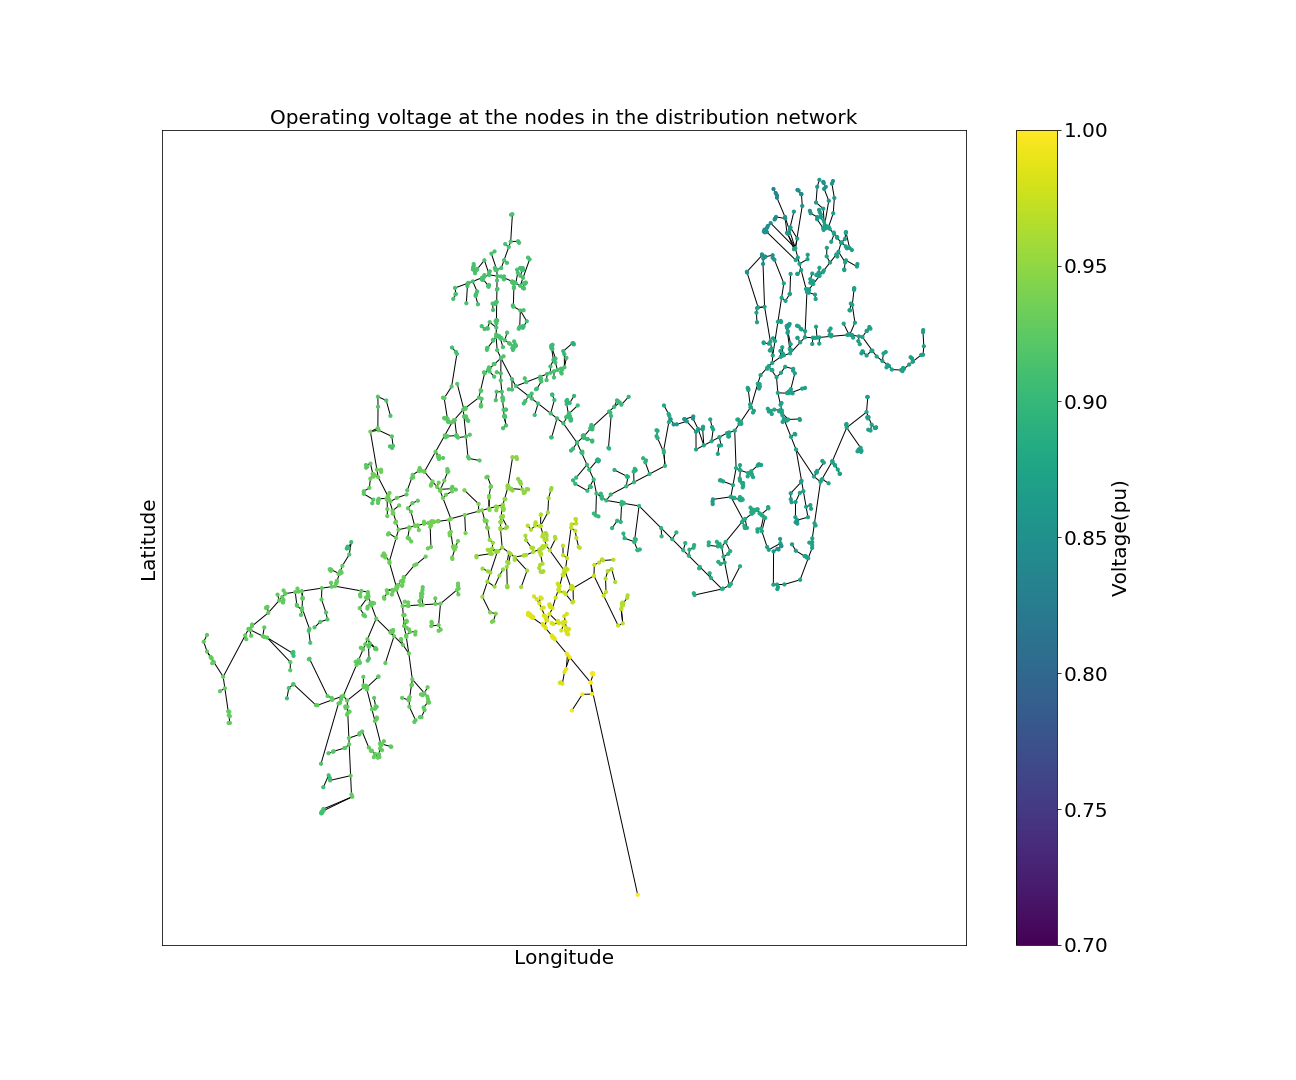 Operating voltage at the nodes in the distribution network
Latitude
Longitude
1.00
0.95
0.90
0.85
0.80
0.75
0.70
Voltage(pu)